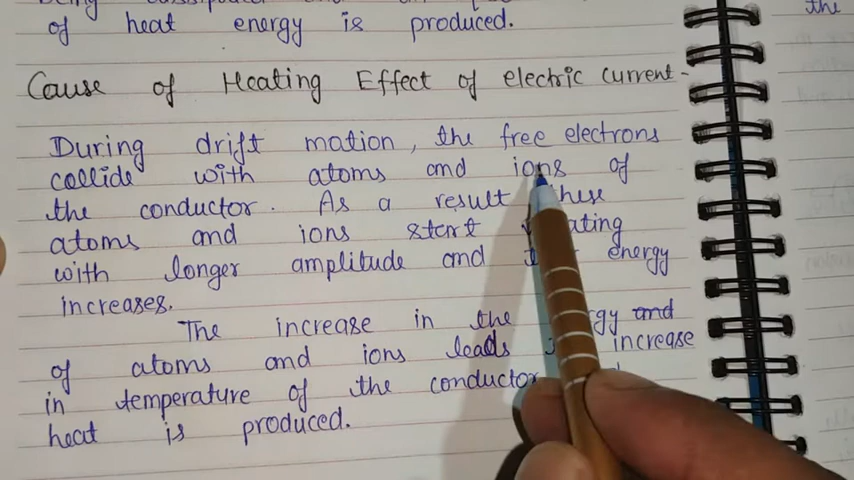 of heat energy is produced.
the
Cause of Heating Effect of electric current-
During drift motion, the free electrons
collide with atoms and ions of
the conductor. As a result these
atoms and ions start
with longer amplitude and energy
increases.
The increase in the and
of atoms and ions leads increase
in temperature of the conductor
heat is produced.